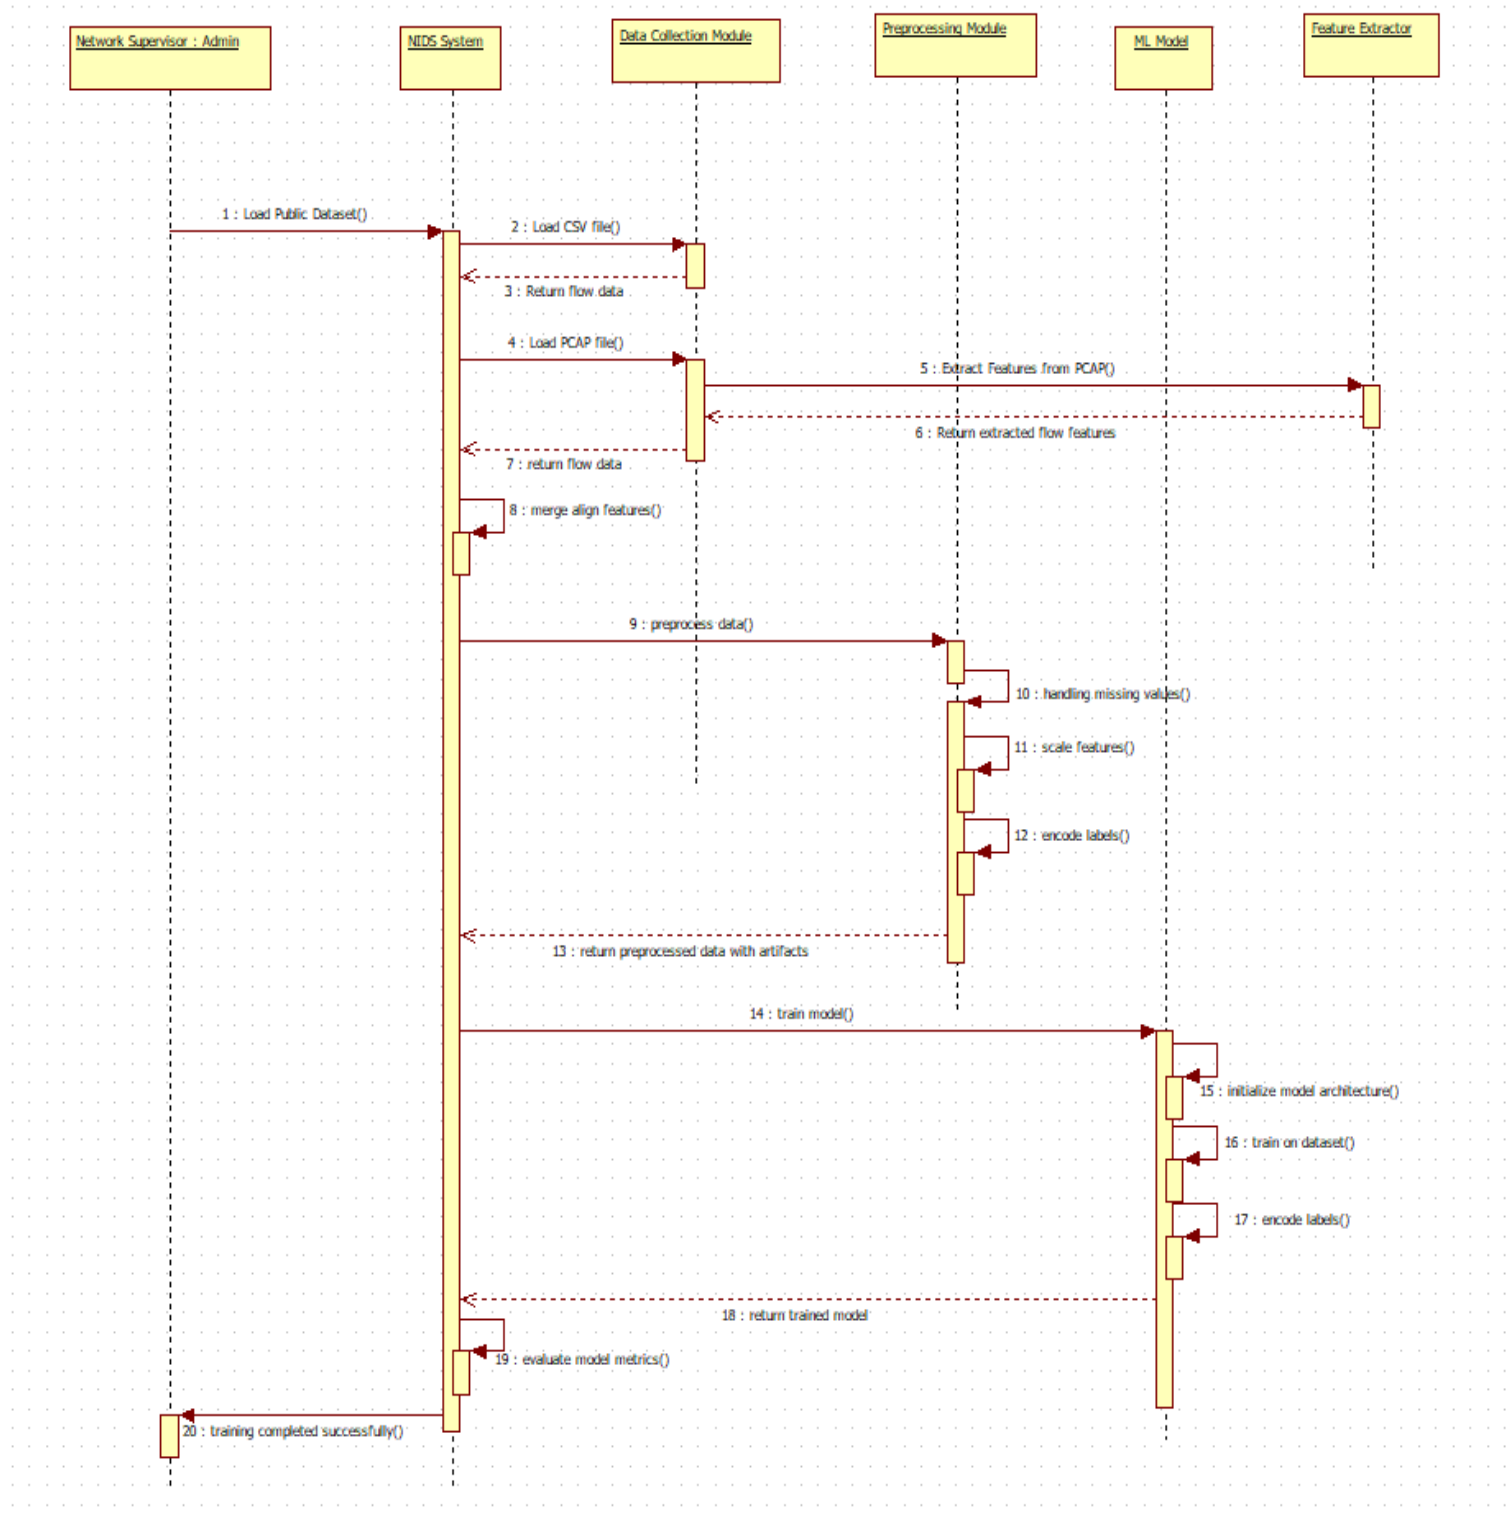 Network Supervisor : Admin
NIDS System
Data Collection Module
Preprocessing Module
ML Model
Feature Extractor
1 : Load Public Dataset()
2 : Load CSV file()
3 : Return flow data
4 : Load PCAP file()
5 : Extract Features from PCAP()
6 : Return extracted flow features
7 : return flow data
8 : merge align features()
9 : preprocess data()
10 : handling missing values()
11 : scale features()
12 : encode labels()
13 : return preprocessed data with artifacts
14 : train model()
15 : initialize model architecture()
16 : train on dataset()
17 : encode labels()
18 : return trained model
19 : evaluate model metrics()
20 : training completed successfully()